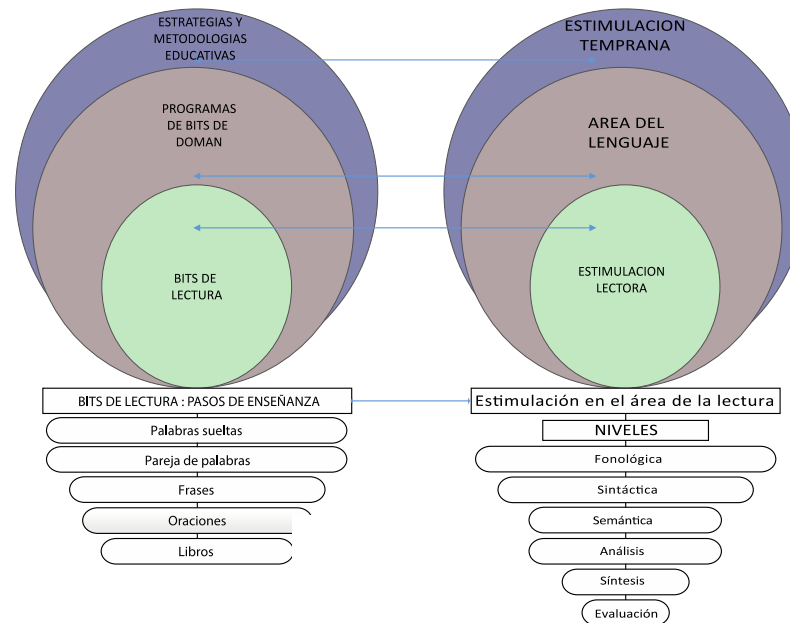 ESTRATEGIAS Y
METODOLOGIAS
EDUCATIVAS
PROGRAMAS
DE BITS DE
DOMAN
BITS DE
LECTURA
BITS DE LECTURA : PASOS DE ENSEÑANZA
Palabras sueltas
Pareja de palabras
Frases
Oraciones
Libros
ESTIMULACION
TEMPRANA
AREA DEL
LENGUAJE
ESTIMULACION
LECTORA
Estimulación en el área de la lectura
NIVELES
Fonológica
Sintáctica
Semántica
Análisis
Síntesis
Evaluación